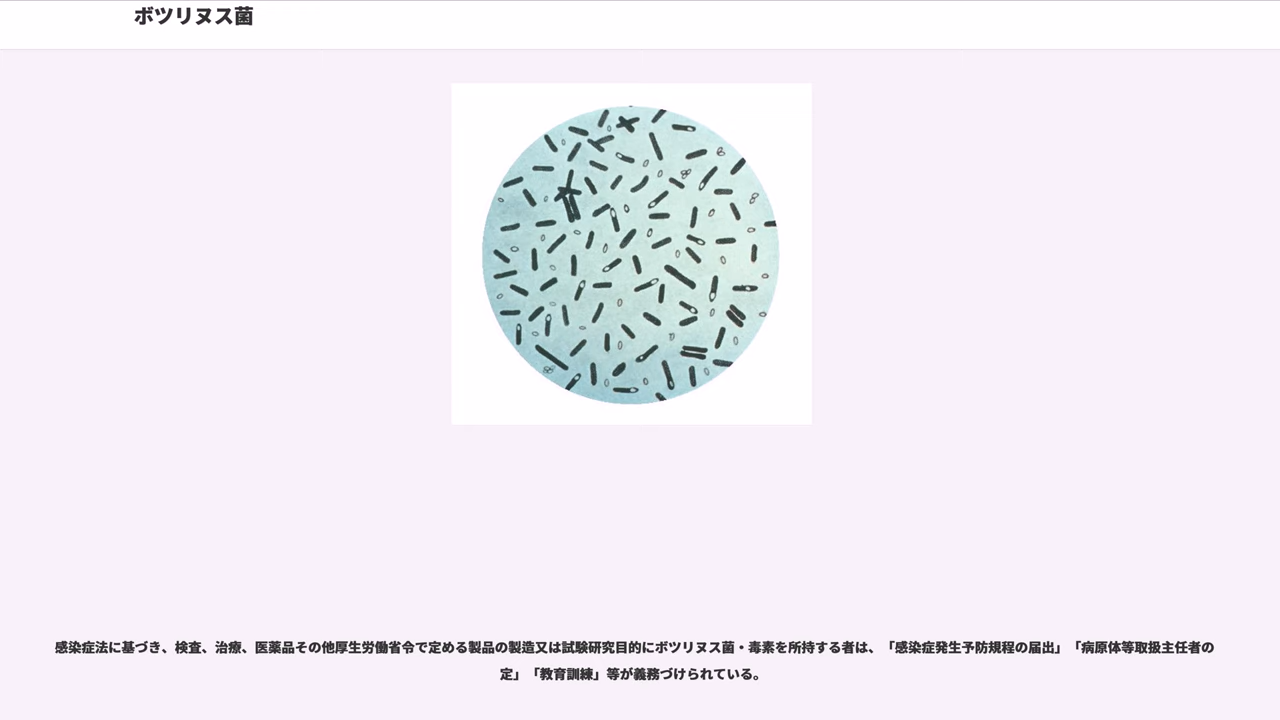 ボツリヌス菌
感染症法に基づき、検査、治療、医薬品その他厚生労働省令で定める製品の製造又は試験研究目的にボツリヌス菌・毒素を所持する者は、「感染症発生予防規程の届出」「病原体等取扱主任者の
定」「教育訓練」等が義務づけられている。